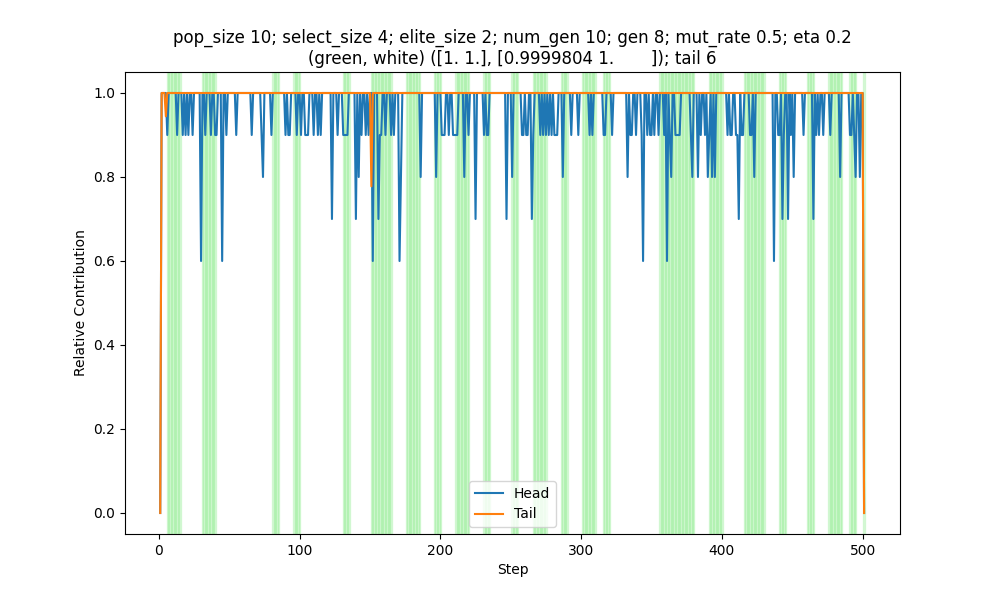 pop_size 10; select_size 4; elite_size 2; num_gen 10; gen 8; mut_rate 0.5; eta 0.2
(green, white) ([1. 1.], [0.9999804 1.        ]); tail 6
1.0
0.8
0.6
0.4
0.2
0.0
Relative Contribution
Head
Tail
0
100
200
300
400
500
Step